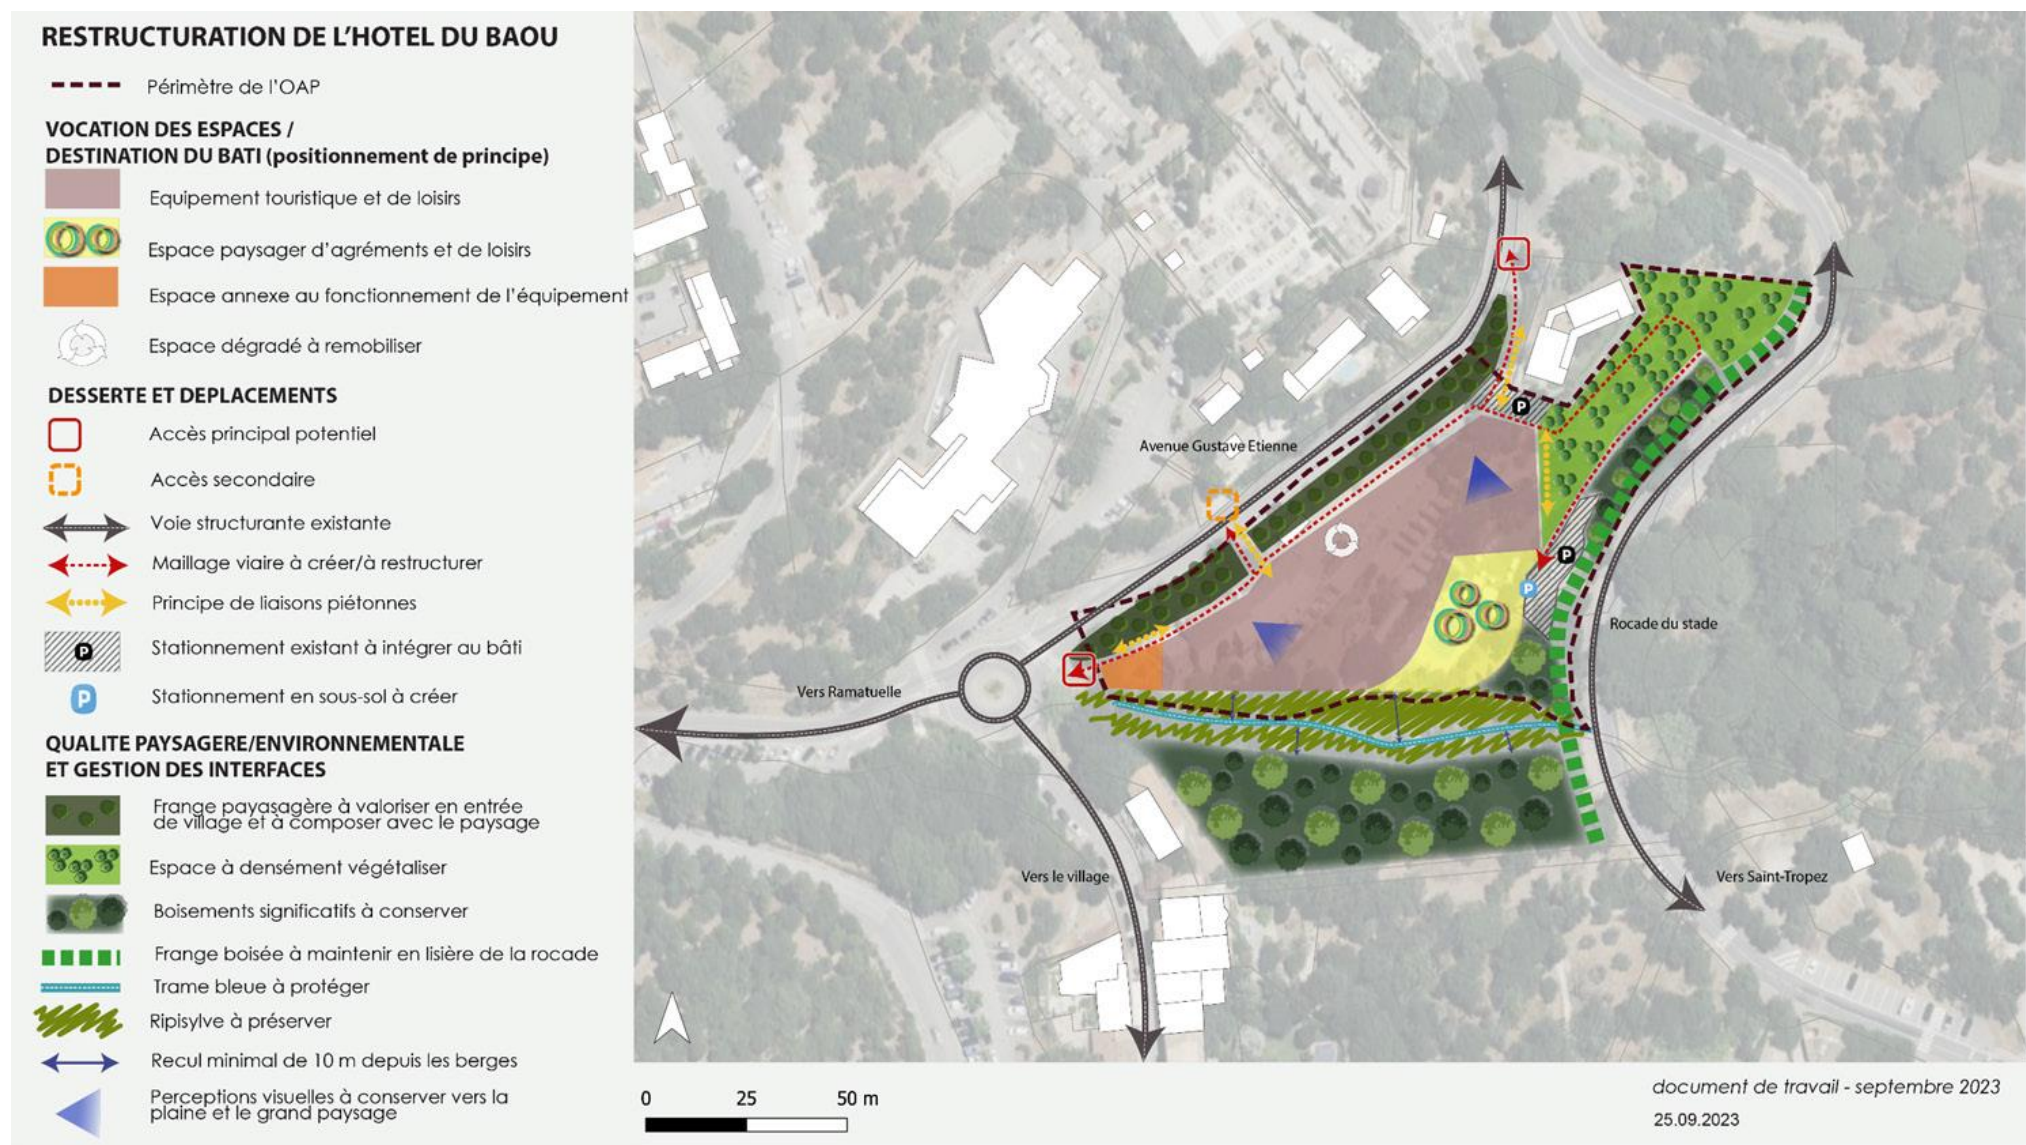 RESTRUCTURATION DE L'HOTEL DU BAOU
Périmètre de l'OAP
VOCATION DES ESPACES /
DESTINATION DU BATI (positionnement de principe)
Equipement touristique et de loisirs
Espace paysager d'agréments et de loisirs
Espace annexe au fonctionnement de l'équipement
Espace dégradé à remobiliser
DESSERTE ET DEPLACEMENTS
Accès principal potentiel
Accès secondaire
Voie structurante existante
Maillage viaire à créer/à restructurer
Principe de liaisons piétonnes
P
Stationnement existant à intégrer au bâti
P
Stationnement en sous-sol à créer
QUALITE PAYSAGERE/ENVIRONNEMENTALE
ET GESTION DES INTERFACES
Frange payasagère à valoriser en entrée
de village et à composer avec le paysage
Espace à densément végétaliser
Boisements significatifs à conserver
Frange boisée à maintenir en lisière de la rocade
Trame bleue à protéger
Ripisylve à préserver
Recul minimal de 10 m depuis les berges
Perceptions visuelles à conserver vers la
plaine et le grand paysage
P
Avenue Gustave Etienne
P
P
Rocade du stade
Vers Ramatuelle
Vers le village
Vers Saint-Tropez
0 25 50 m
document de travail - septembre 2023
25.09.2023